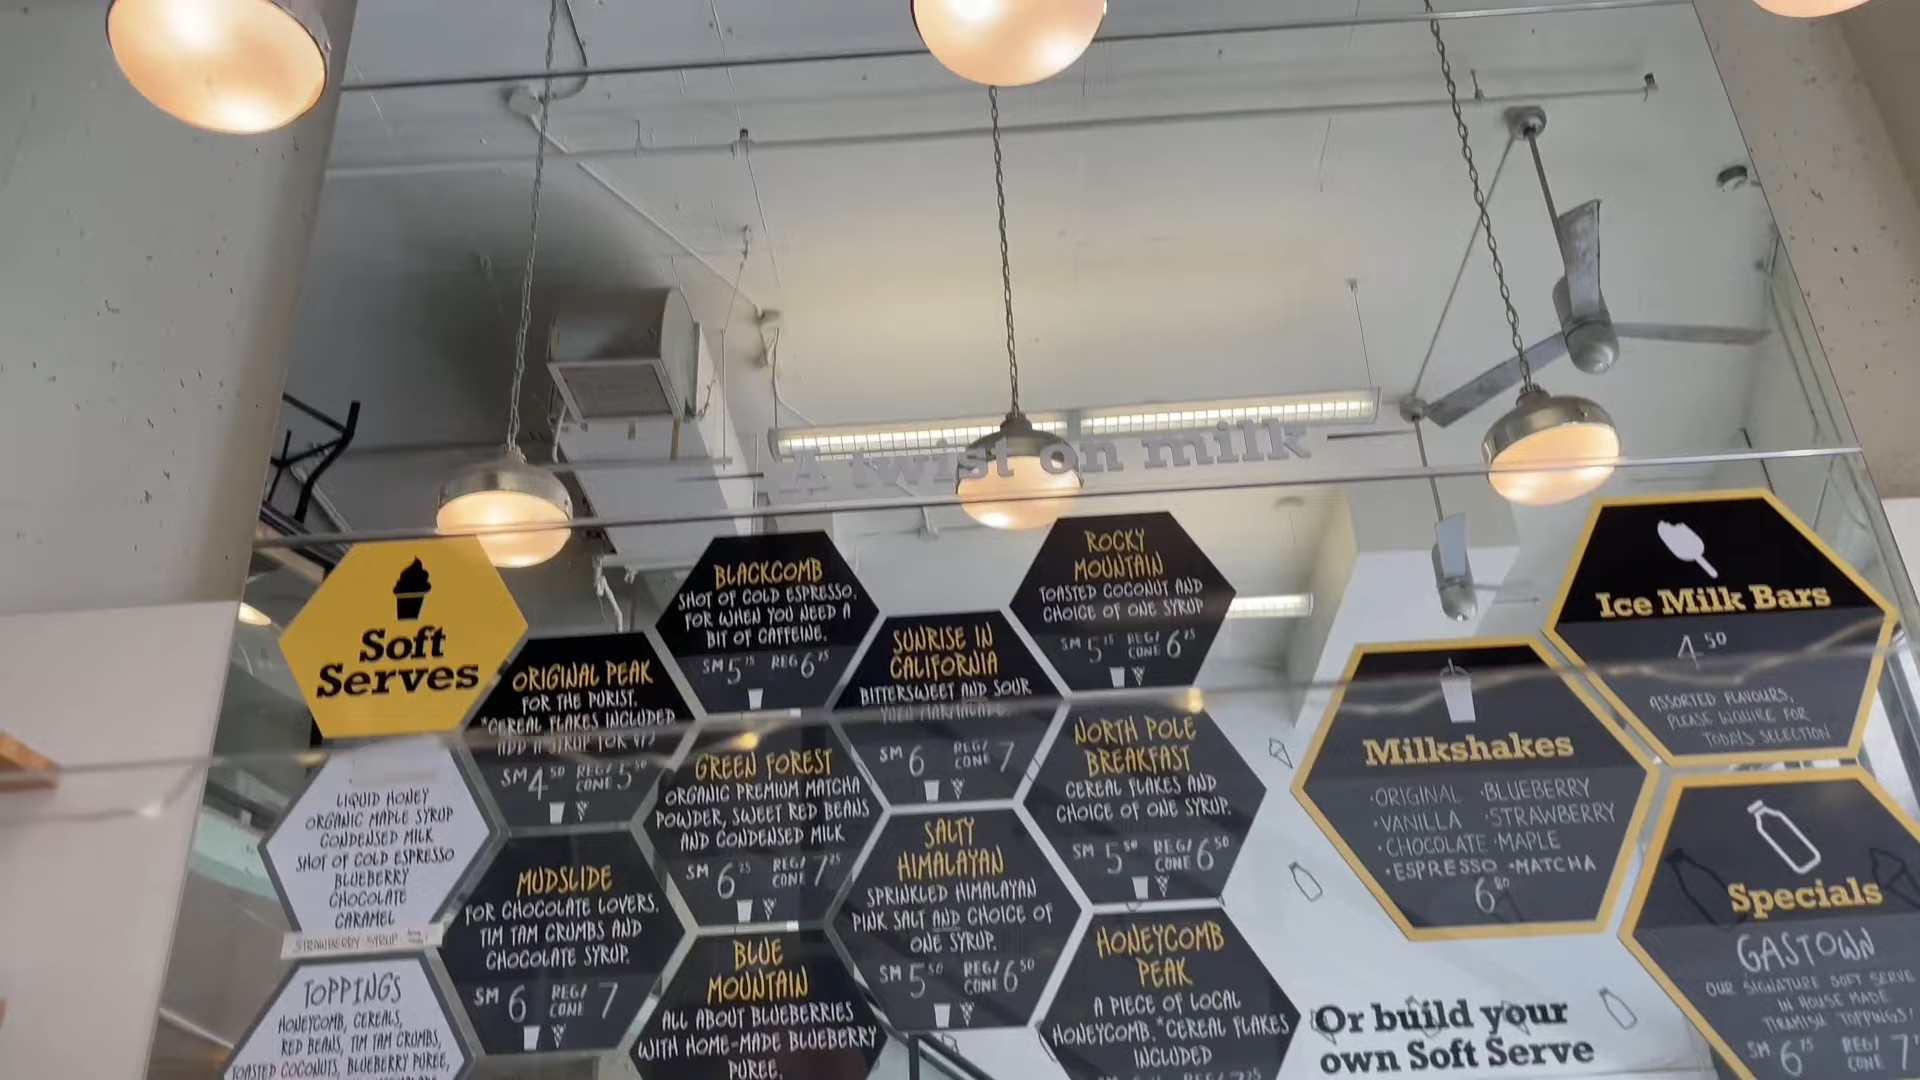 A twist on milk
Soft
Serves
ORIGINAL PEAK
FOR THE PURIST.
*CEREAL FLAKES INCLUDED
ADD A SYRUP FOR
SM 4.50 REG/CONE 5.50
BLACKCOMB
SHOT OF COLD ESPRESSO.
FOR WHEN YOU NEED A
BIT OF CAFFEINE.
SM 5.75 REG 6.75
SUNRISE IN
CALIFORNIA
BITTERSWEET AND SOUR
YUZU MARMALADE.
SM 6 REG/CONE 7
ROCKY
MOUNTAIN
TOASTED COCONUT AND
CHOICE OF ONE SYRUP
SM 5.75 REG/CONE 6.75
LIQUID HONEY
ORGANIC MAPLE SYRUP
CONDENSED MILK
SHOT OF COLD ESPRESSO
BLUEBERRY
CHOCOLATE
CARAMEL
STRAWBERRY SYRUP
TOPPINGS
HONEYCOMB, CEREALS,
RED BEANS, TIM TAM CRUMBS,
TOASTED COCONUTS, BLUEBERRY PUREE,
MUDSLIDE
FOR CHOCOLATE LOVERS.
TIM TAM CRUMBS AND
CHOCOLATE SYRUP.
SM 6 REG/CONE 7
GREEN FOREST
ORGANIC PREMIUM MATCHA
POWDER, SWEET RED BEANS
AND CONDENSED MILK
SM 6.25 REG/CONE 7.25
BLUE
MOUNTAIN
ALL ABOUT BLUEBERRIES
WITH HOME-MADE BLUEBERRY
PUREE.
SALTY
HIMALAYAN
SPRINKLED HIMALAYAN
PINK SALT AND CHOICE OF
ONE SYRUP.
SM 5.50 REG/CONE 6.50
NORTH POLE
BREAKFAST
CEREAL FLAKES AND
CHOICE OF ONE SYRUP.
SM 5.50 REG/CONE 6.50
HONEYCOMB
PEAK
A PIECE OF LOCAL
HONEYCOMB. *CEREAL FLAKES
INCLUDED
Milkshakes
·ORIGINAL ·BLUEBERRY
·VANILLA ·STRAWBERRY
·CHOCOLATE ·MAPLE
·ESPRESSO ·MATCHA
6.80
Ice Milk Bars
4.50
ASSORTED FLAVOURS,
PLEASE INQUIRE FOR
TODAYS SELECTION
Specials
GASTOWN
OUR SIGNATURE SOFT SERVE
IN HOUSE MADE
TIRAMISU TOPPINGS!
SM 6.75 REG/CONE 7
Or build your
own Soft Serve